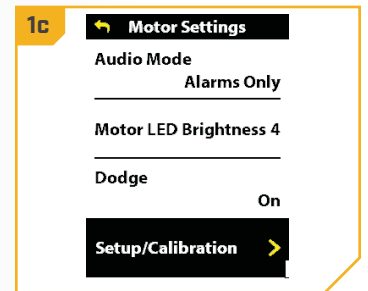 1c
Motor Settings
Audio Mode
Alarms Only
Motor LED Brightness 4
Dodge
On
Setup/Calibration